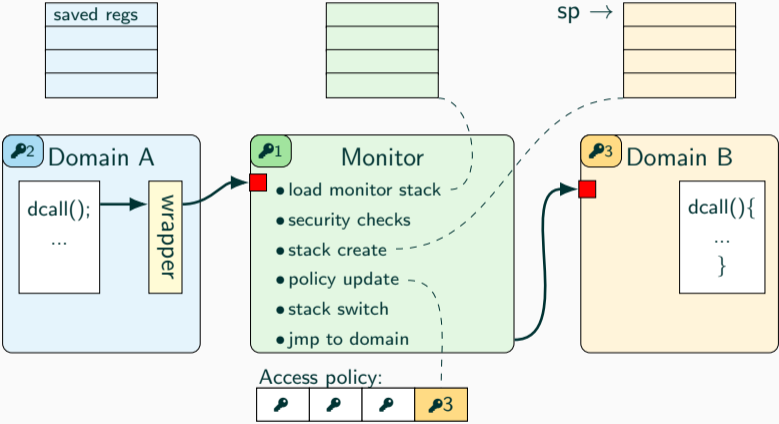 saved regs
sp →
2
Domain A
dcall();
...
wrapper
1
Monitor
• load monitor stack
• security checks
• stack create
• policy update
• stack switch
• jmp to domain
3
Domain B
dcall(){
...
}
Access policy:
3